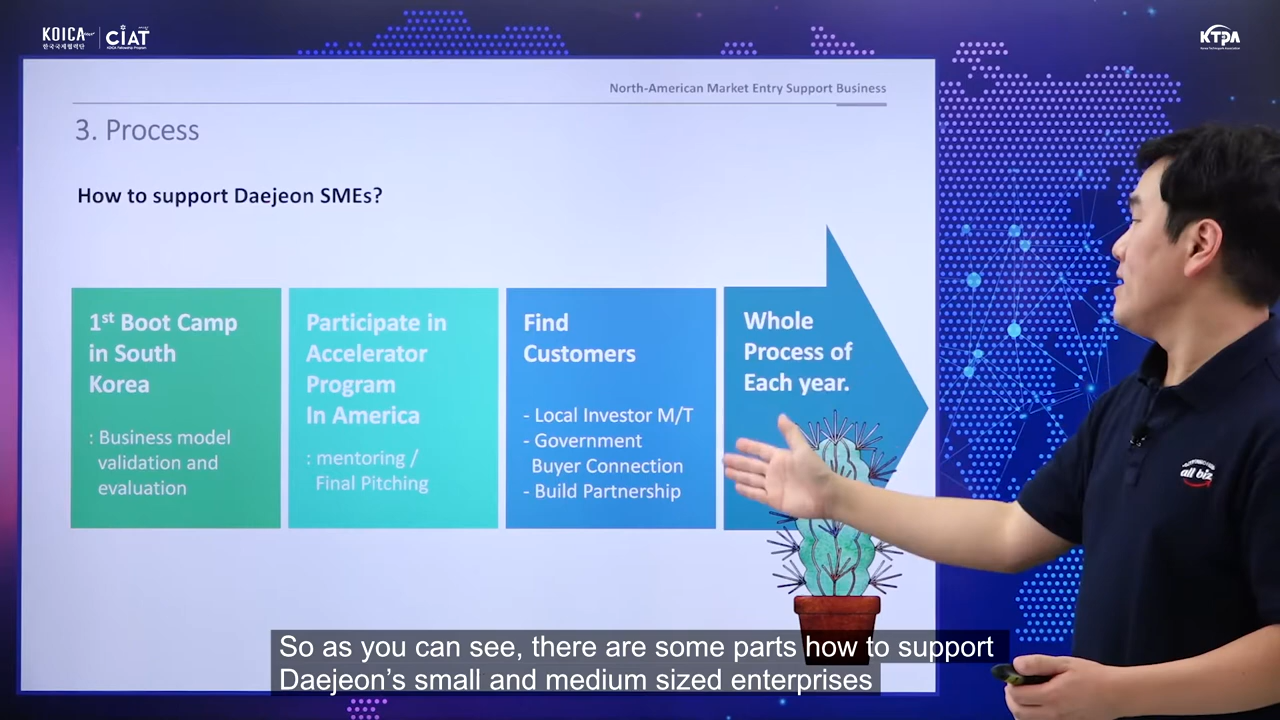 KOICA
한국국제협력단
CIAT
KOICA Fellowship Program
KTPA
Korea Technopark Association
North-American Market Entry Support Business
3. Process
How to support Daejeon SMEs?
1st Boot Camp
in South
Korea
: Business model
validation and
evaluation
Participate in
Accelerator
Program
In America
: mentoring /
Final Pitching
Find
Customers
- Local Investor M/T
- Government
Buyer Connection
- Build Partnership
Whole
Process of
Each year.
all biz
So as you can see, there are some parts how to support
Daejeon’s small and medium sized enterprises